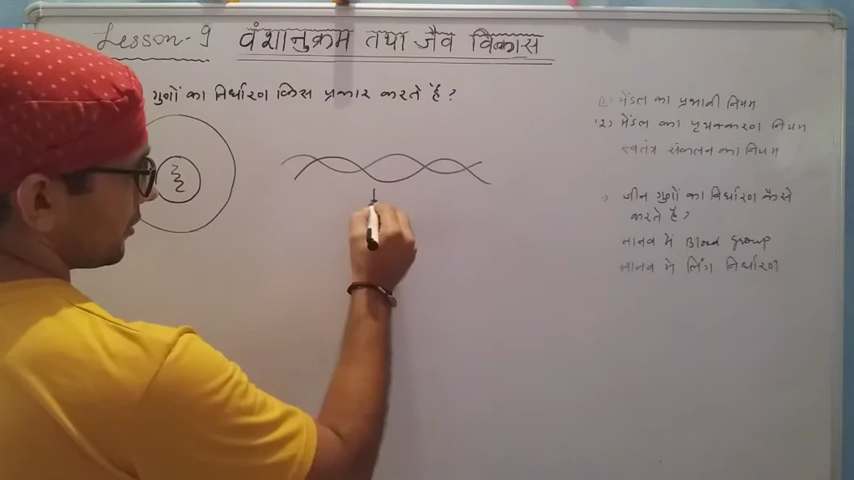 Lesson-9 वंशानुक्रम तथा जैव विकास
गुणों का निर्धारण किस प्रकार करते है ?
(1) मेंडल का प्रभावी नियम
(2) मेंडल का पृथक्करण नियम
स्वतंत्र संकलन का नियम
जीन गुणों का निर्धारण कैसे
करते है ?
मानव में Blood group
मानव मे लिंग निर्धारण